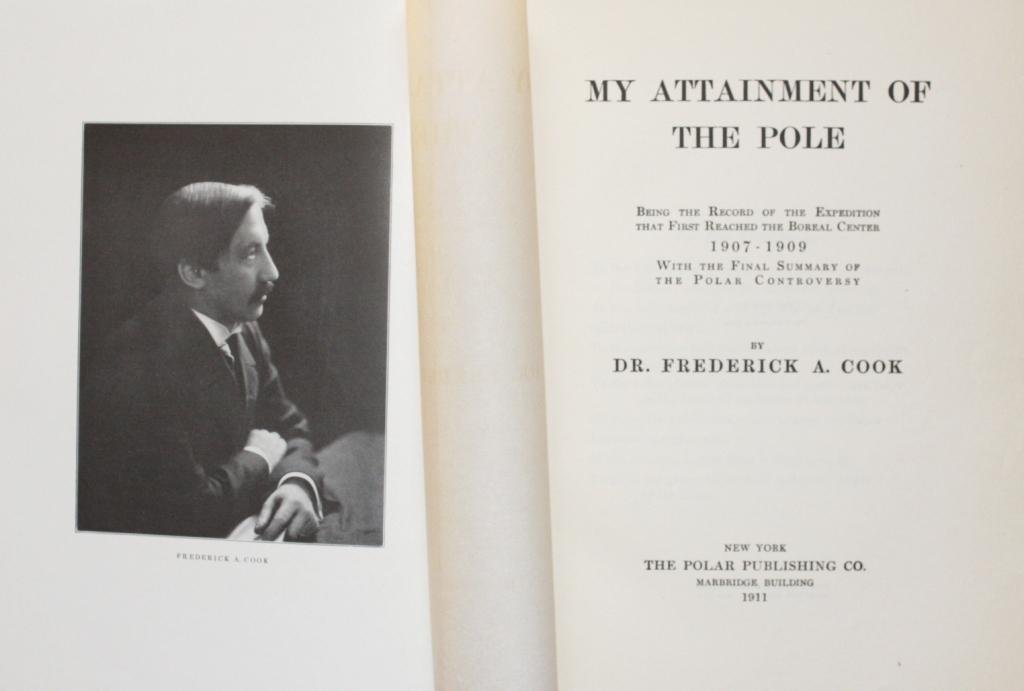 FREDERICK A. COOK
MY ATTAINMENT OF
THE POLE
BEING THE RECORD OF THE EXPEDITION
THAT FIRST REACHED THE BOREAL CENTER
1907-1909
WITH THE FINAL SUMMARY OF
THE POLAR CONTROVERSY
BY
DR. FREDERICK A. COOK
NEW YORK
THE POLAR PUBLISHING CO.
MARBRIDGE BUILDING
1911